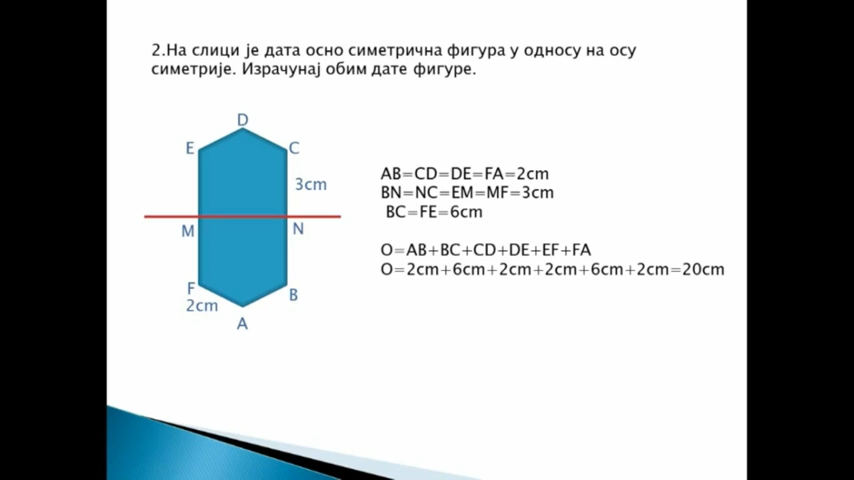 2.На слици је дата осно симетрична фигура у односу на осу
симетрије. Израчунај обим дате фигуре.
D
E
C
3cm
M
N
F
2cm
B
A
AB=CD=DE=FA=2cm
BN=NC=EM=MF=3cm
BC=FE=6cm
O=AB+BC+CD+DE+EF+FA
O=2cm+6cm+2cm+2cm+6cm+2cm=20cm